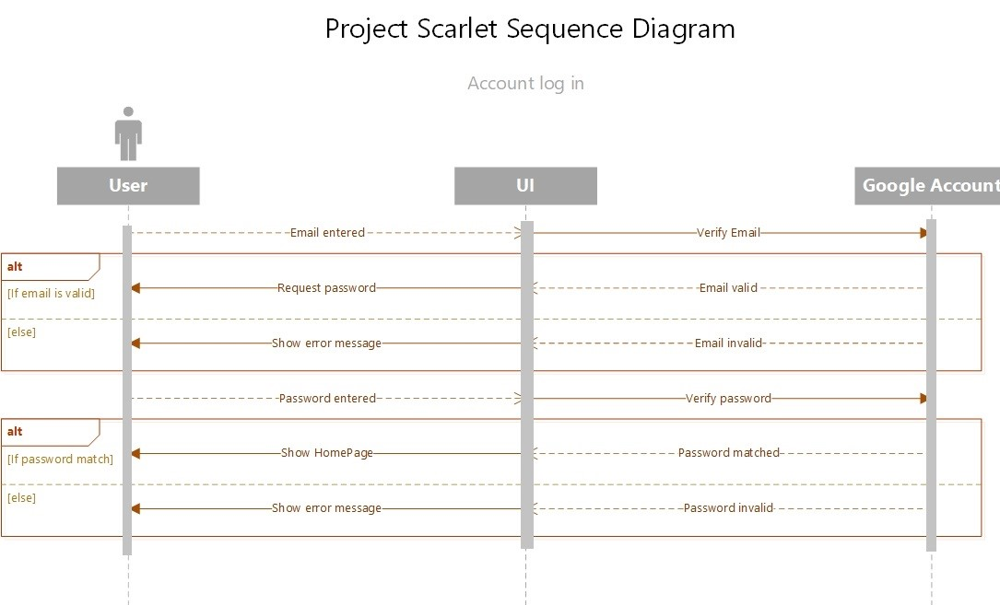 Project Scarlet Sequence Diagram
Account log in
User
UI
Google Account
Email entered
Verify Email
alt
[If email is valid]
Request password
Email valid
[else]
Show error message
Email invalid
Password entered
Verify password
alt
[If password match]
Show HomePage
Password matched
[else]
Show error message
Password invalid